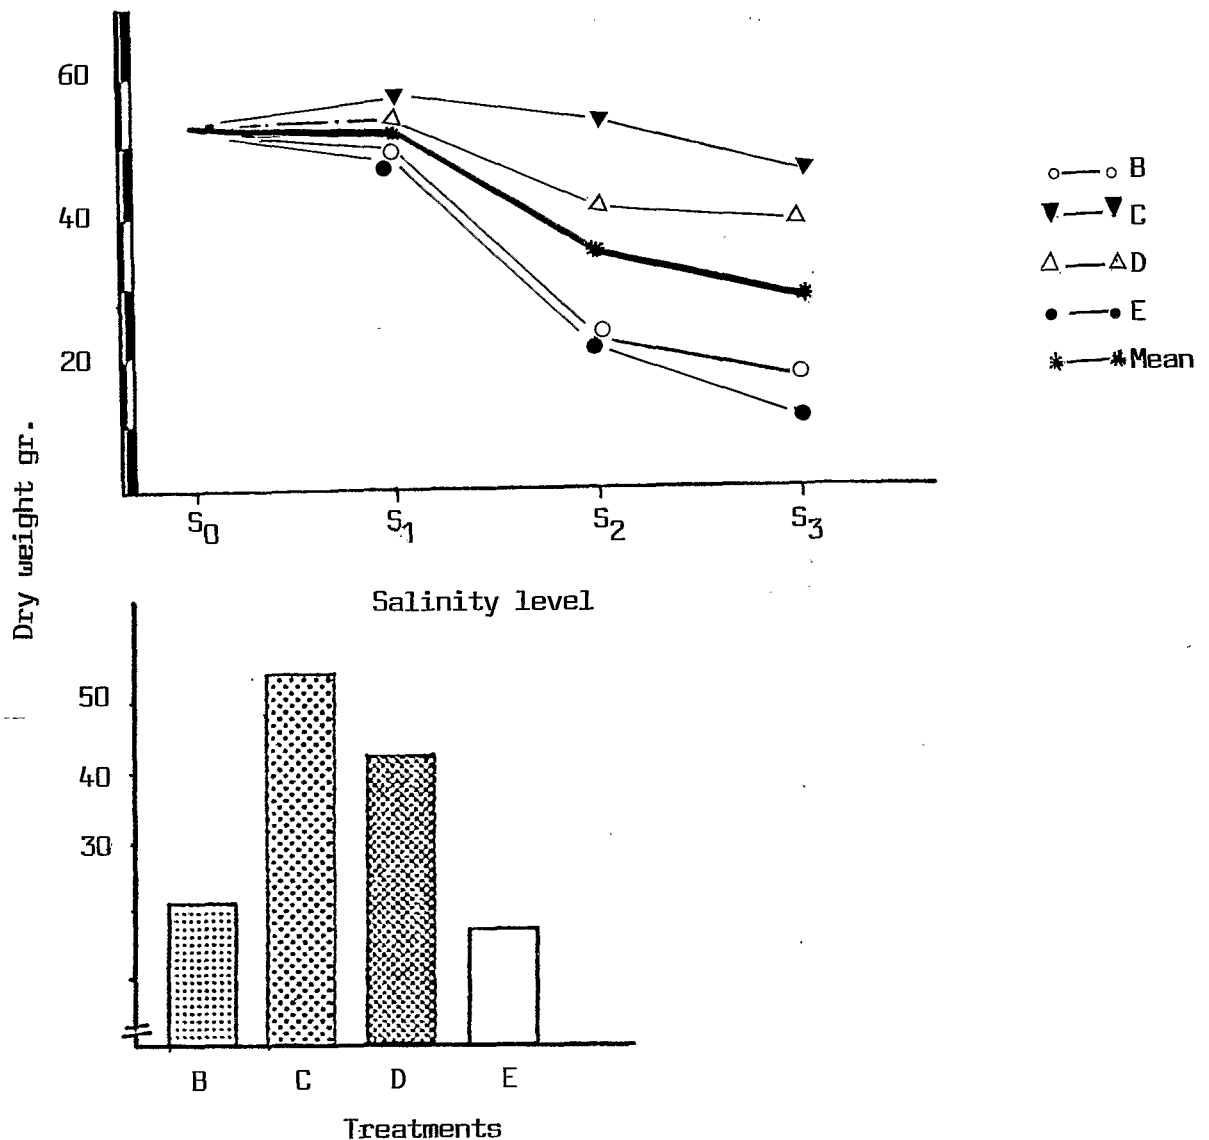 60
40
20
S0 S1 S2 S3
Salinity level
B
C
D
E
Mean
Dry weight gr.
50
40
30
B C D E
Treatments